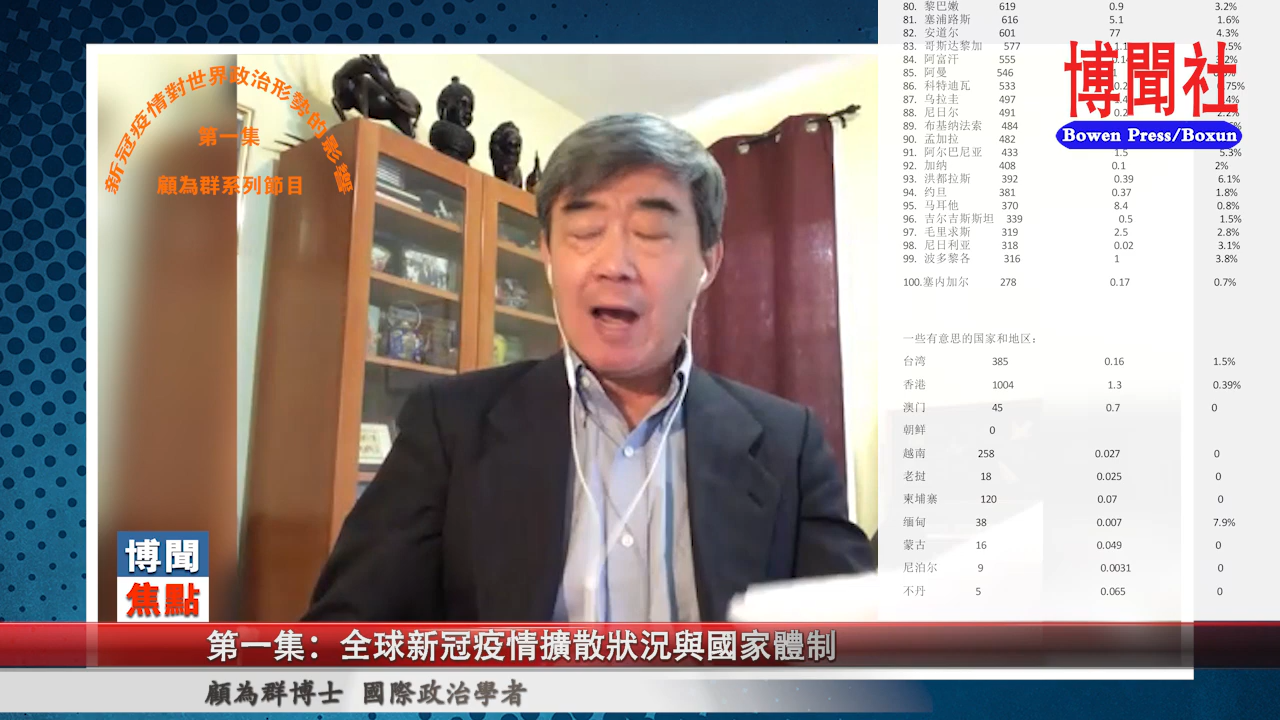 新冠疫情對世界政治形勢的影響
第一集
顧為群系列節目
80. 黎巴嫩 619 0.9 3.2%
81. 塞浦路斯 616 5.1 1.6%
82. 安道尔 601 77 4.3%
83. 哥斯达黎加 577
84. 阿富汗 555
85. 阿曼 546
86. 科特迪瓦 533
87. 乌拉圭 497
88. 尼日尔 491
89. 布基纳法索 484
90. 孟加拉 482
91. 阿尔巴尼亚 433 1.5 5.3%
92. 加纳 408 0.1 2%
93. 洪都拉斯 392 0.39 6.1%
94. 约旦 381 0.37 1.8%
95. 马耳他 370 8.4 0.8%
96. 吉尔吉斯斯坦 339 0.5 1.5%
97. 毛里求斯 319 2.5 2.8%
98. 尼日利亚 318 0.02 3.1%
99. 波多黎各 316 1 3.8%
100.塞内加尔 278 0.17 0.7%
一些有意思的国家和地区：
台湾 385 0.16 1.5%
香港 1004 1.3 0.39%
澳门 45 0.7 0
朝鲜 0
越南 258 0.027 0
老挝 18 0.025 0
柬埔寨 120 0.07 0
缅甸 38 0.007 7.9%
蒙古 16 0.049 0
尼泊尔 9 0.0031 0
不丹 5 0.065 0
博聞社
Bowen Press/Boxun
博聞
焦點
第一集：全球新冠疫情擴散狀況與國家體制
顧為群博士 國際政治學者